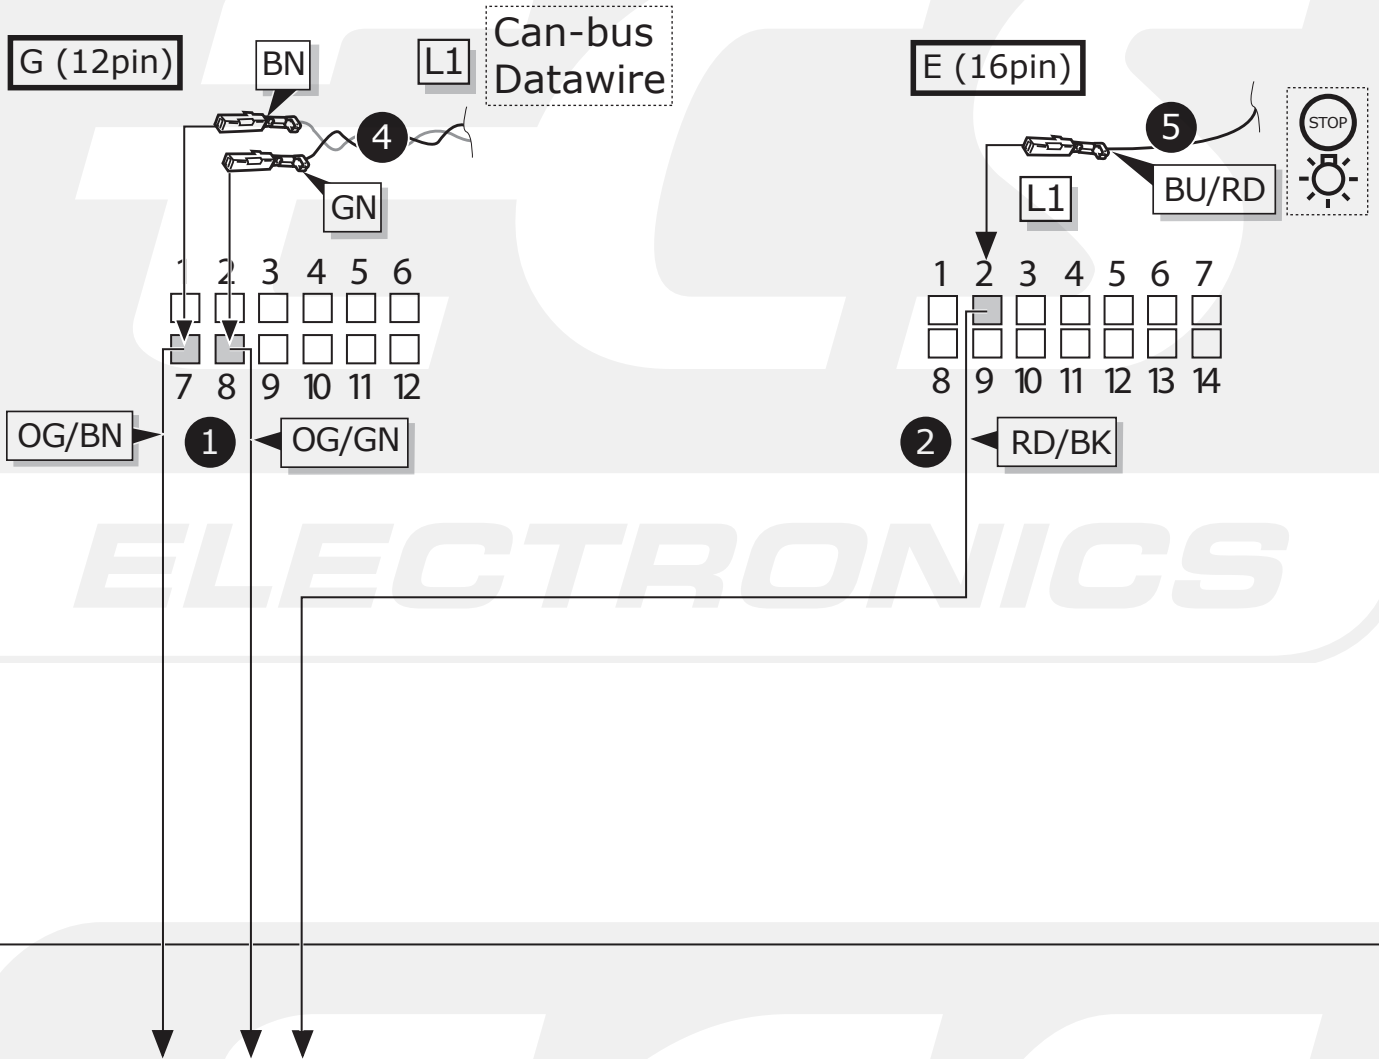 G (12pin)
BN
L1
Can-bus
Datawire
E (16pin)
4
5
STOP
GN
L1
BU/RD
1 2 3 4 5 6
7 8 9 10 11 12
1 2 3 4 5 6 7
8 9 10 11 12 13 14
OG/BN
1
OG/GN
2
RD/BK
ELECTRONICS